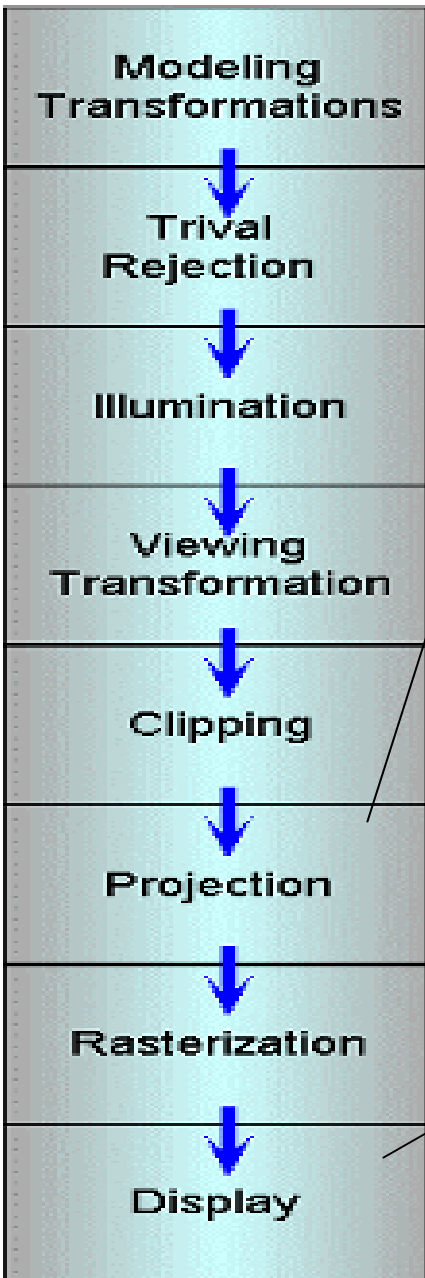 Modeling
Transformations
Trival
Rejection
Illumination
Viewing
Transformation
Clipping
Projection
Rasterization
Display